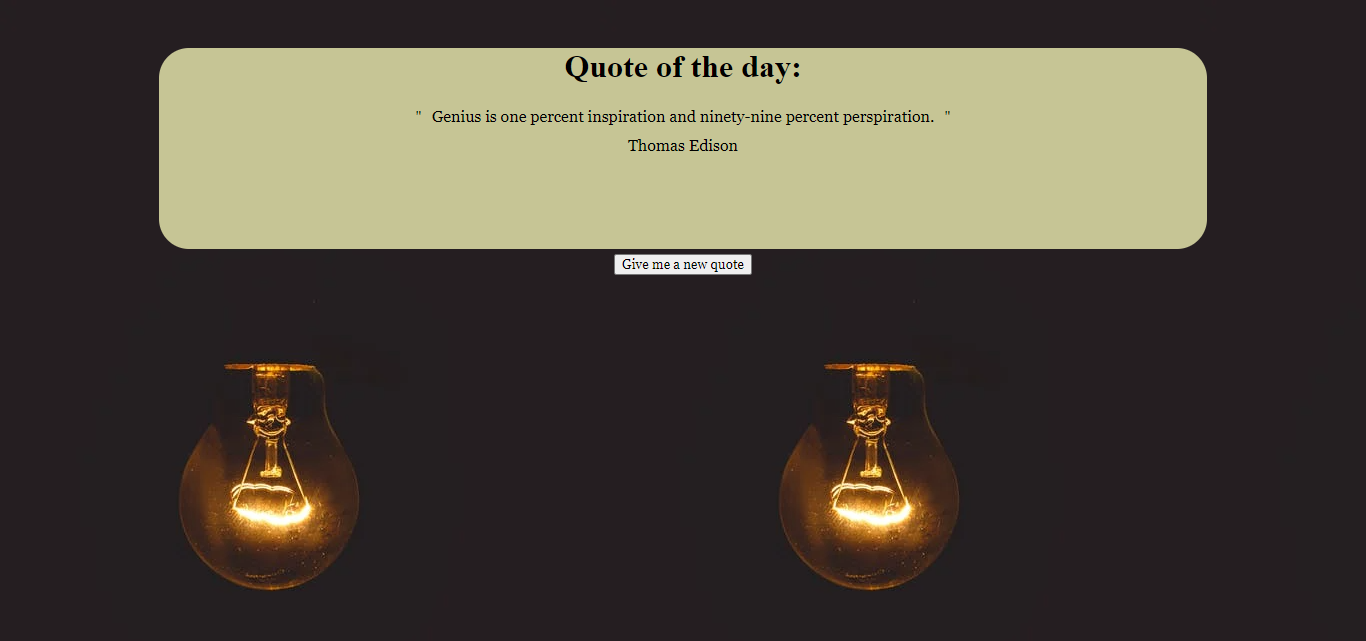 Quote of the day:
" Genius is one percent inspiration and ninety-nine percent perspiration. "
Thomas Edison
Give me a new quote